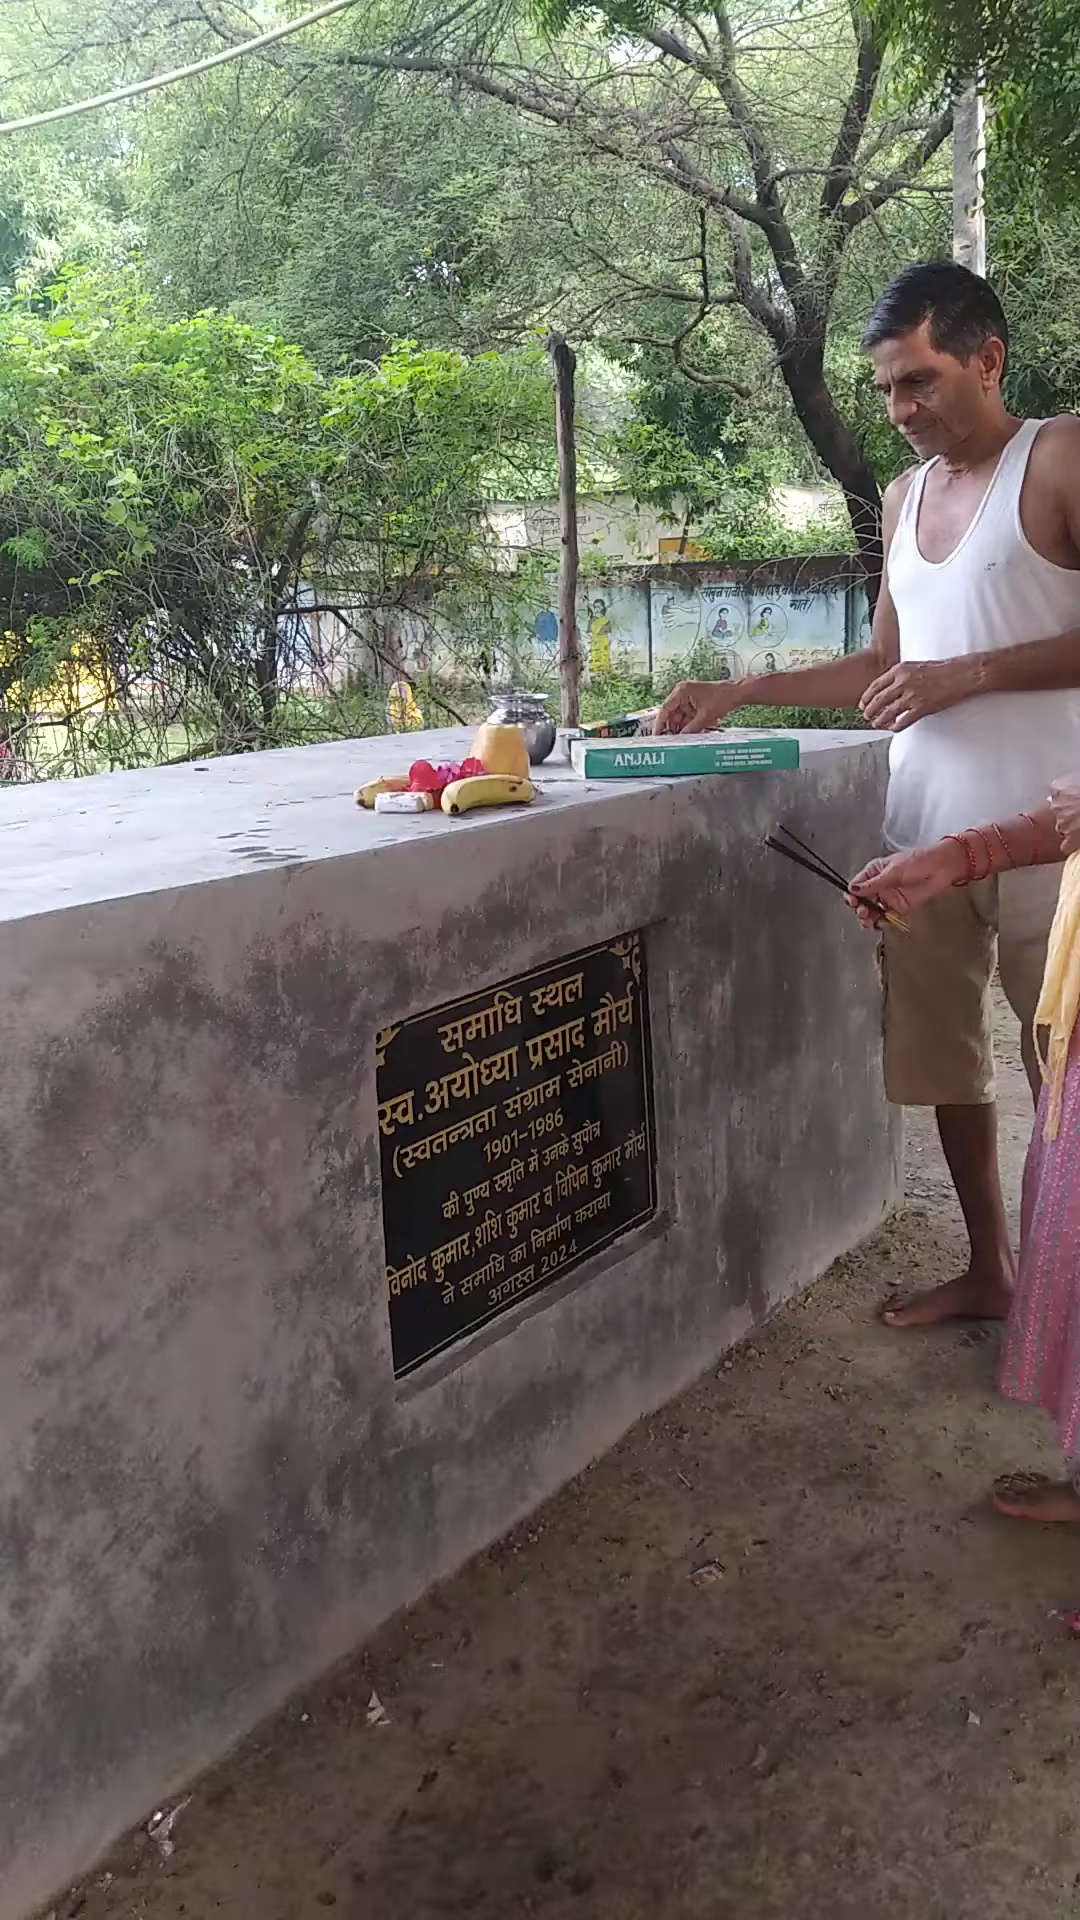 समाधि स्थल
स्व.अयोध्या प्रसाद मौर्य
(स्वतन्त्रता संग्राम सेनानी)
1901-1986
की पुण्य स्मृति में उनके सुपौत्र
विनोद कुमार,शशि कुमार व विपिन कुमार मौर्य
ने समाधि का निर्माण कराया
अगस्त 2024
ANJALI